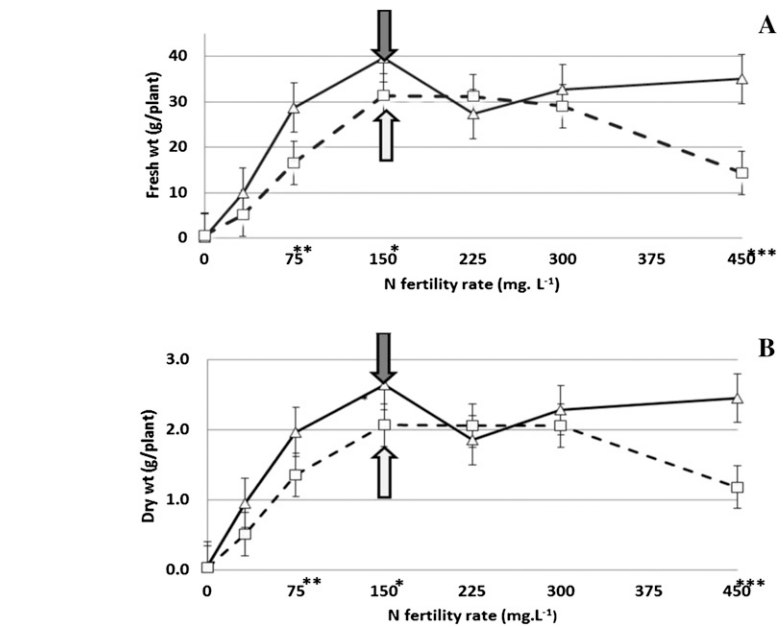 A
40
30
20
10
0
Fresh wt (g/plant)
0 75** 150* 225 300 375 450***
N fertility rate (mg. L-1)
B
3.0
2.0
1.0
0.0
Dry wt (g/plant)
0 75** 150* 225 300 375 450***
N fertility rate (mg.L-1)